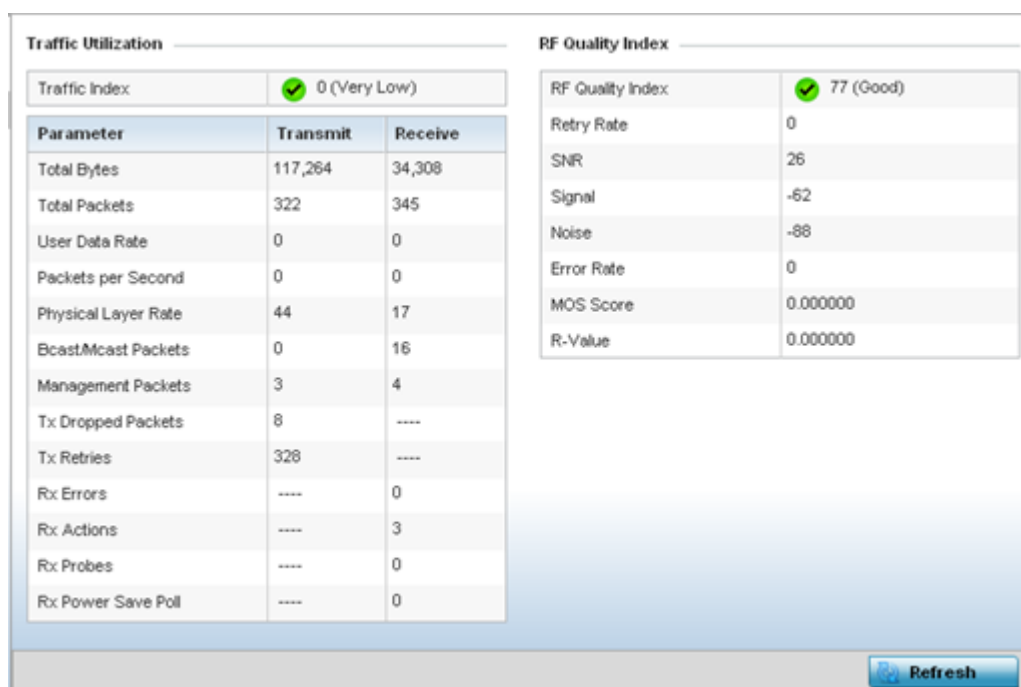 Traffic Utilization
Traffic Index 0 (Very Low)
Parameter Transmit Receive
Total Bytes 117,264 34,308
Total Packets 322 345
User Data Rate 0 0
Packets per Second 0 0
Physical Layer Rate 44 17
Bcast/Mcast Packets 0 16
Management Packets 3 4
Tx Dropped Packets 8 ----
Tx Retries 328 ----
Rx Errors ---- 0
Rx Actions ---- 3
Rx Probes ---- 0
Rx Power Save Poll ---- 0
RF Quality Index
RF Quality Index 77 (Good)
Retry Rate 0
SNR 26
Signal -62
Noise -88
Error Rate 0
MOS Score 0.000000
R-Value 0.000000
Refresh